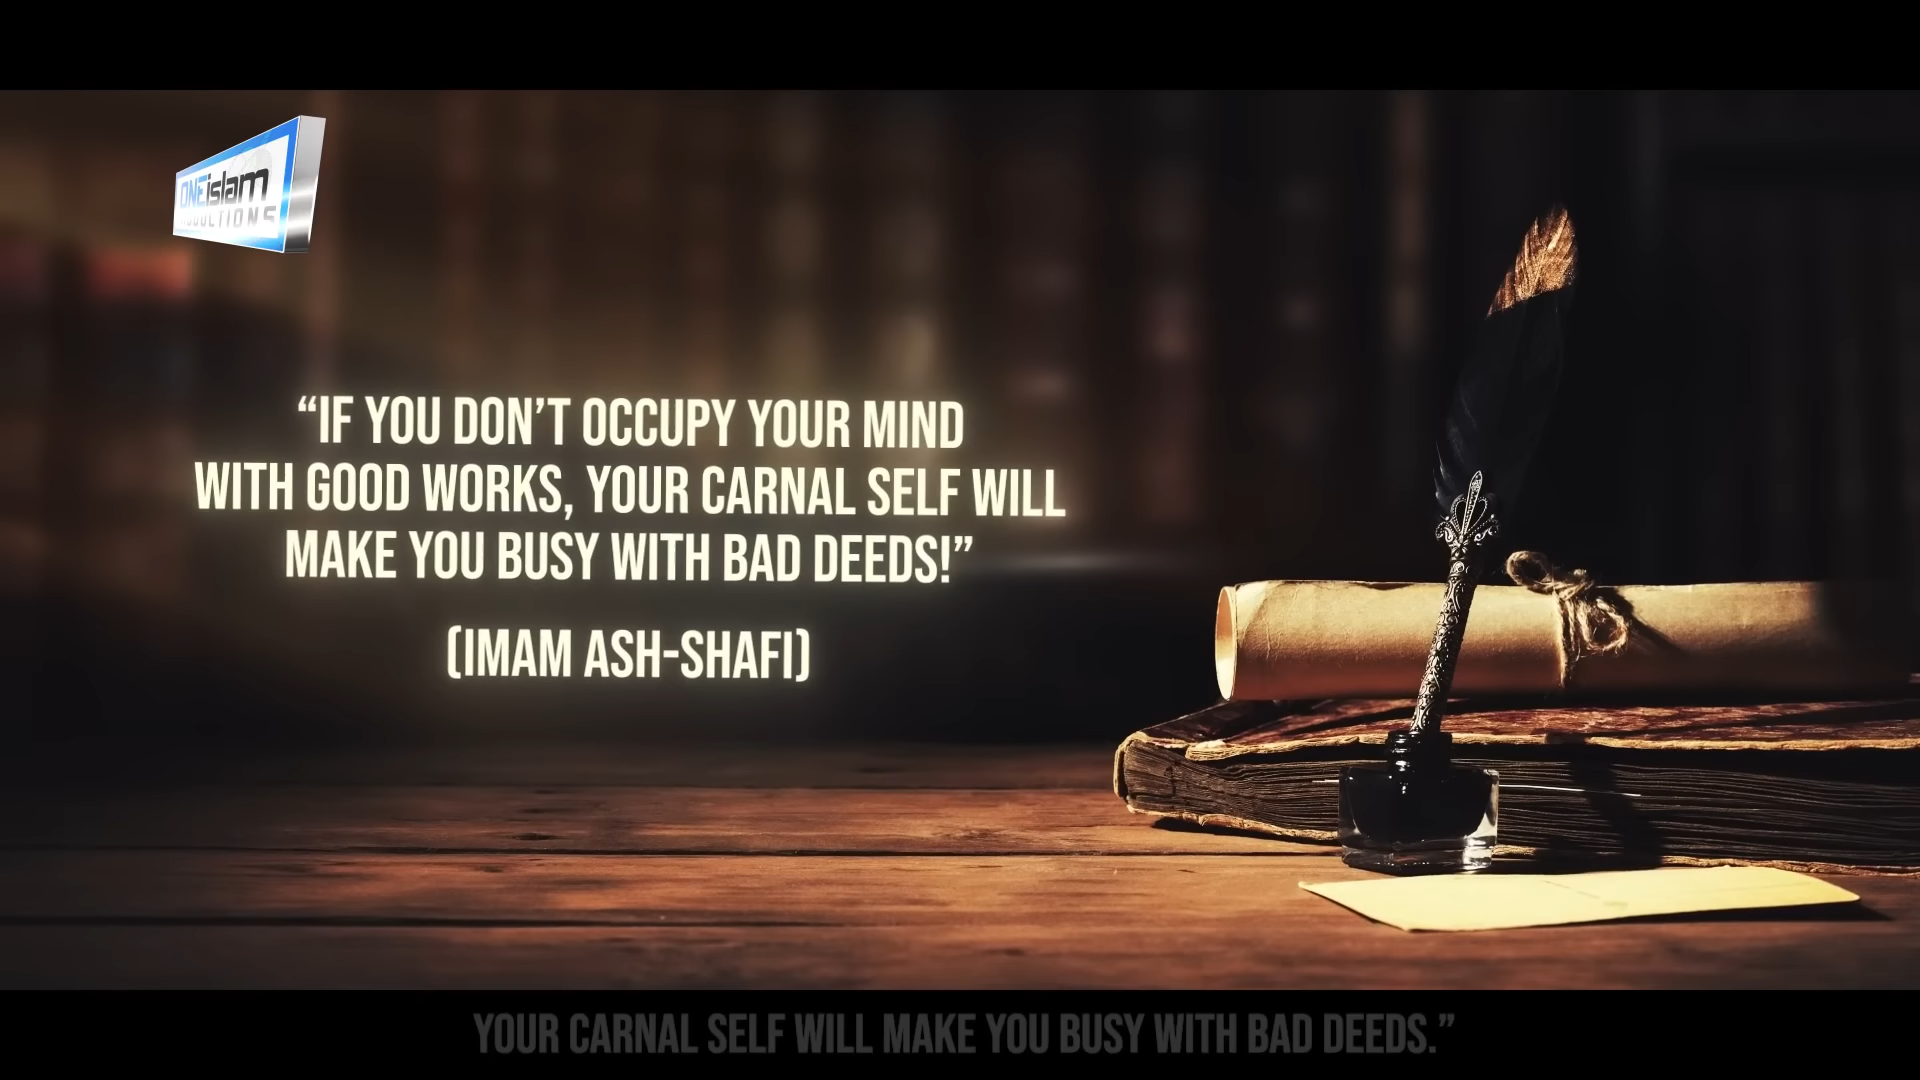 ONEislam
PRODUCTIONS
“IF YOU DON’T OCCUPY YOUR MIND
WITH GOOD WORKS, YOUR CARNAL SELF WILL
MAKE YOU BUSY WITH BAD DEEDS!”
(IMAM ASH-SHAFI)
YOUR CARNAL SELF WILL MAKE YOU BUSY WITH BAD DEEDS.”